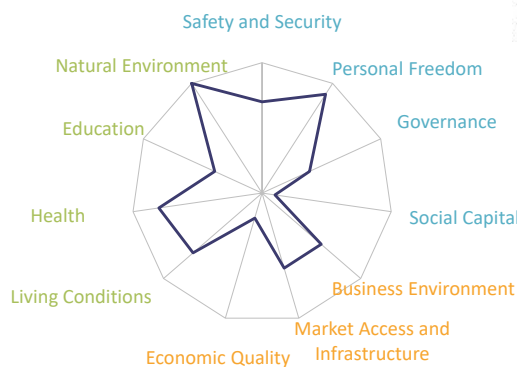 Safety and Security
Natural Environment
Personal Freedom
Education
Governance
Health
Social Capital
Living Conditions
Business Environment
Market Access and
Infrastructure
Economic Quality